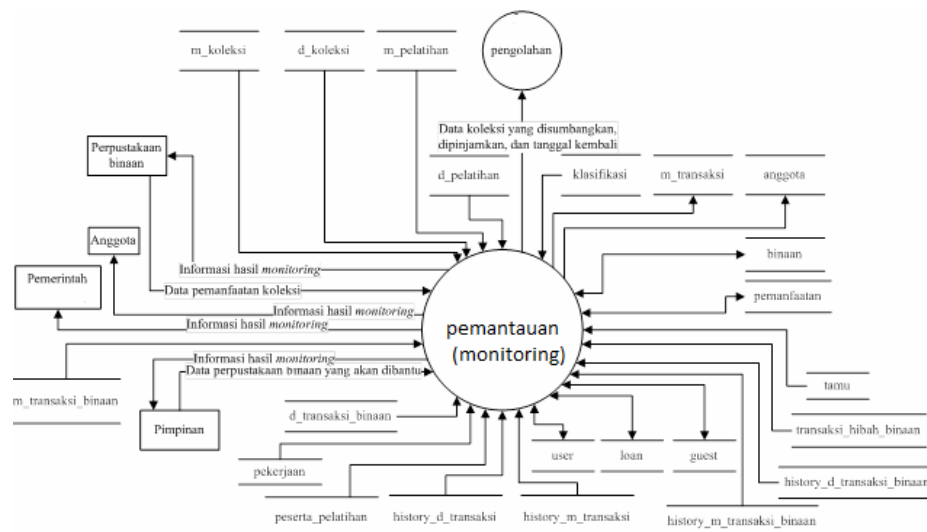 m_koleksi
d_koleksi
m_pelatihan
pengolahan
Data koleksi yang disumbangkan,
dipinjamkan, dan tanggal kembali
Perpustakaan
binaan
d_pelatihan
klasifikasi
m_transaksi
anggota
Anggota
binaan
Informasi hasil monitoring
Pemerintah
Data pemanfaatan koleksi
pemanfaatan
Informasi hasil monitoring
Informasi hasil monitoring
pemantauan
(monitoring)
Informasi hasil monitoring
Data perpustakaan binaan yang akan dibantu
m_transaksi_binaan
tamu
Pimpinan
d_transaksi_binaan
transaksi_hibah_binaan
user
loan
guest
pekerjaan
history_d_transaksi_binaan
peserta_pelatihan
history_d_transaksi
history_m_transaksi
history_m_transaksi_binaan